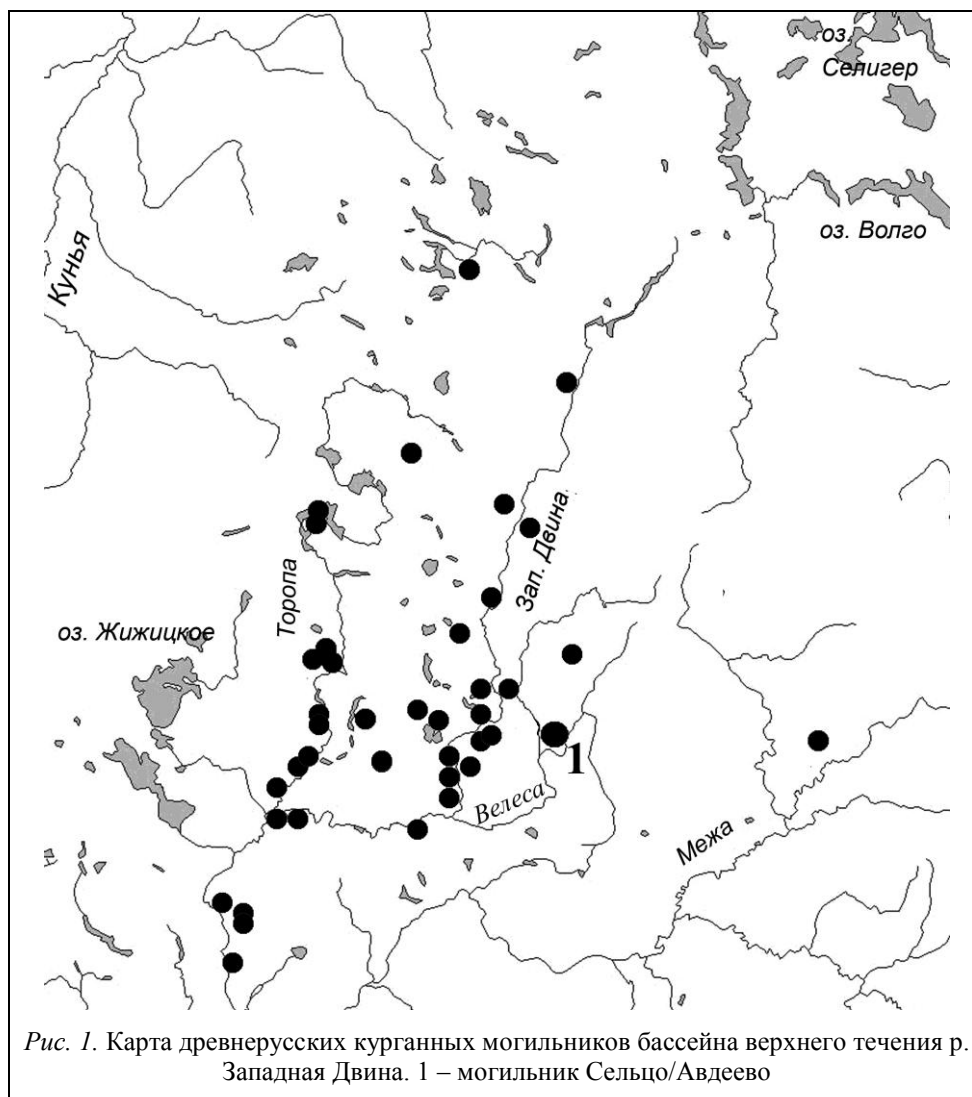 оз.
Селигер
оз. Волго
Кунья
Зап. Двина.
Торопа
оз. Жижицкое
1
Велеса
Межа
Рис. 1. Карта древнерусских курганных могильников бассейна верхнего течения р.
Западная Двина. 1 – могильник Сельцо/Авдеево